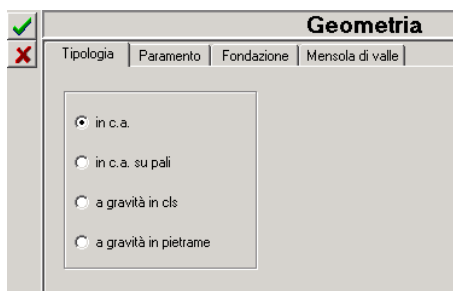 Geometria
Tipologia Paramento Fondazione Mensola di valle
in c.a.
in c.a. su pali
a gravità in cls
a gravità in pietrame